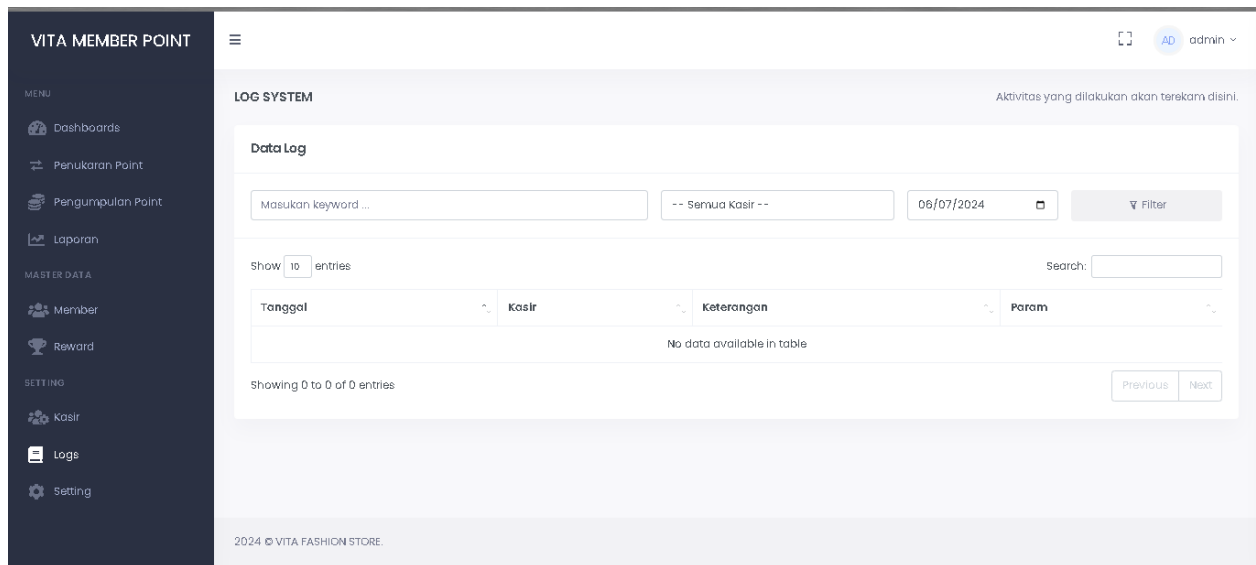 VITA MEMBER POINT
AD admin
MENU
Dashboards
Penukaran Point
Pengumpulan Point
Laporan
MASTER DATA
Member
Reward
SETTING
Kasir
Logs
Setting
LOG SYSTEM
Aktivitas yang dilakukan akan terekam disini.
Data Log
Masukan keyword ...
-- Semua Kasir --
06/07/2024
Filter
Show 10 entries
Search:
Tanggal Kasir Keterangan Param
No data available in table
Showing 0 to 0 of 0 entries
Previous Next
2024 © VITA FASHION STORE.